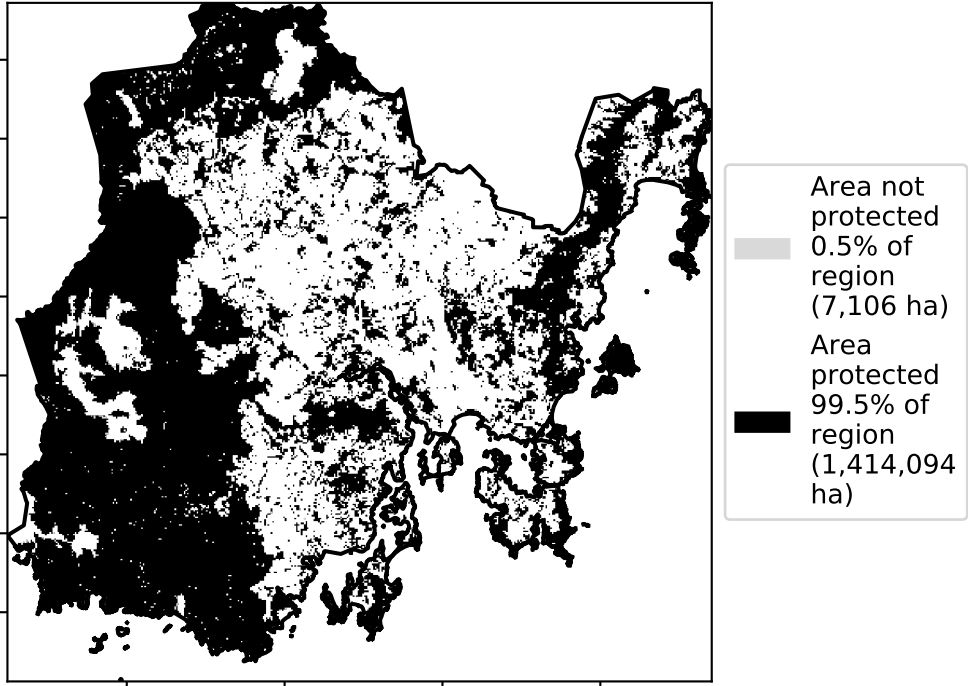 Area not
protected
0.5% of
region
(7,106 ha)
Area
protected
99.5% of
region
(1,414,094
ha)